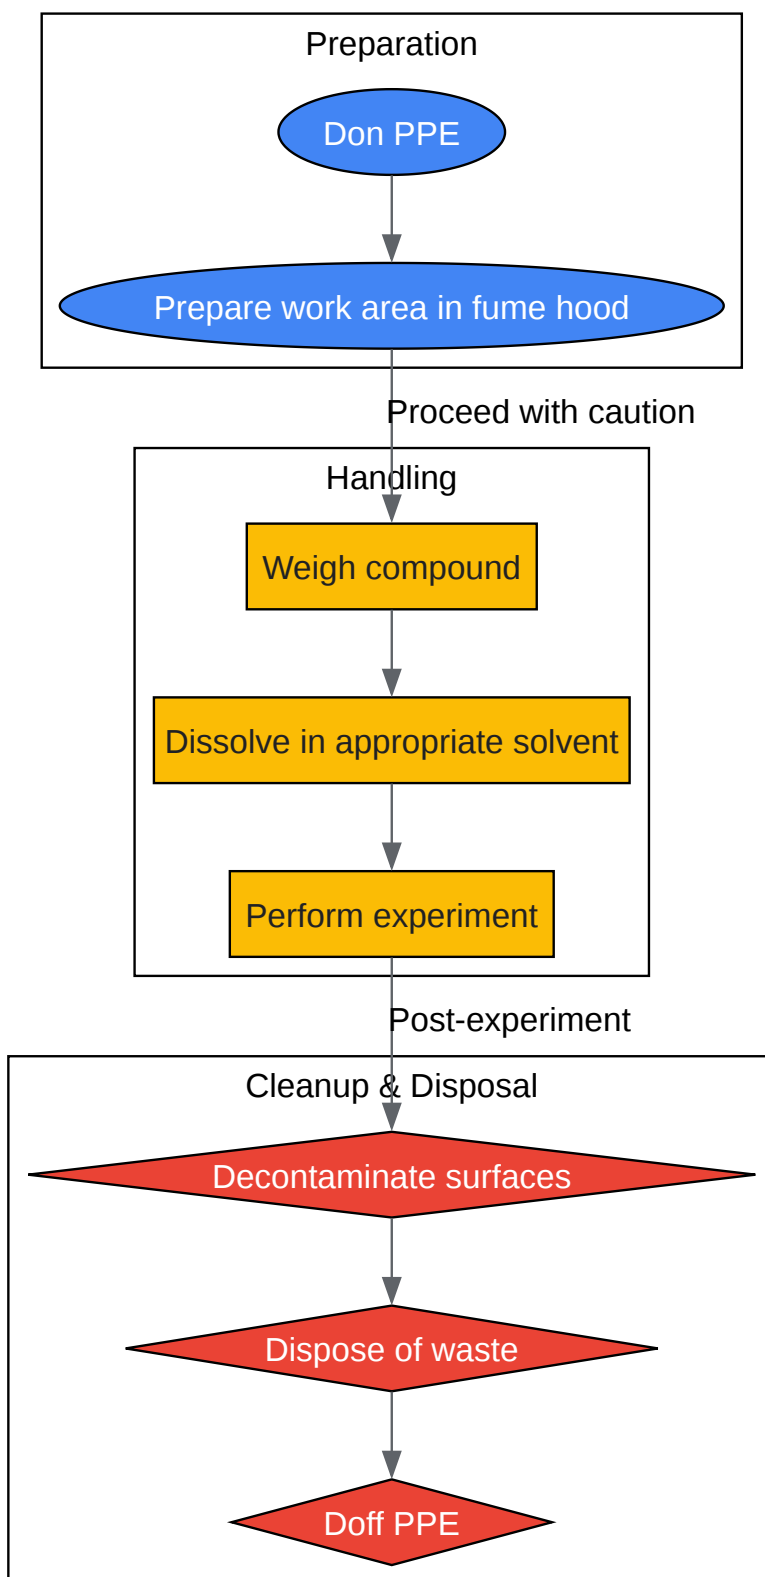 Preparation
Don PPE
Prepare work area in fume hood
Proceed with caution
Handling
Weigh compound
Dissolve in appropriate solvent
Perform experiment
Post-experiment
Cleanup & Disposal
Decontaminate surfaces
Dispose of waste
Doff PPE